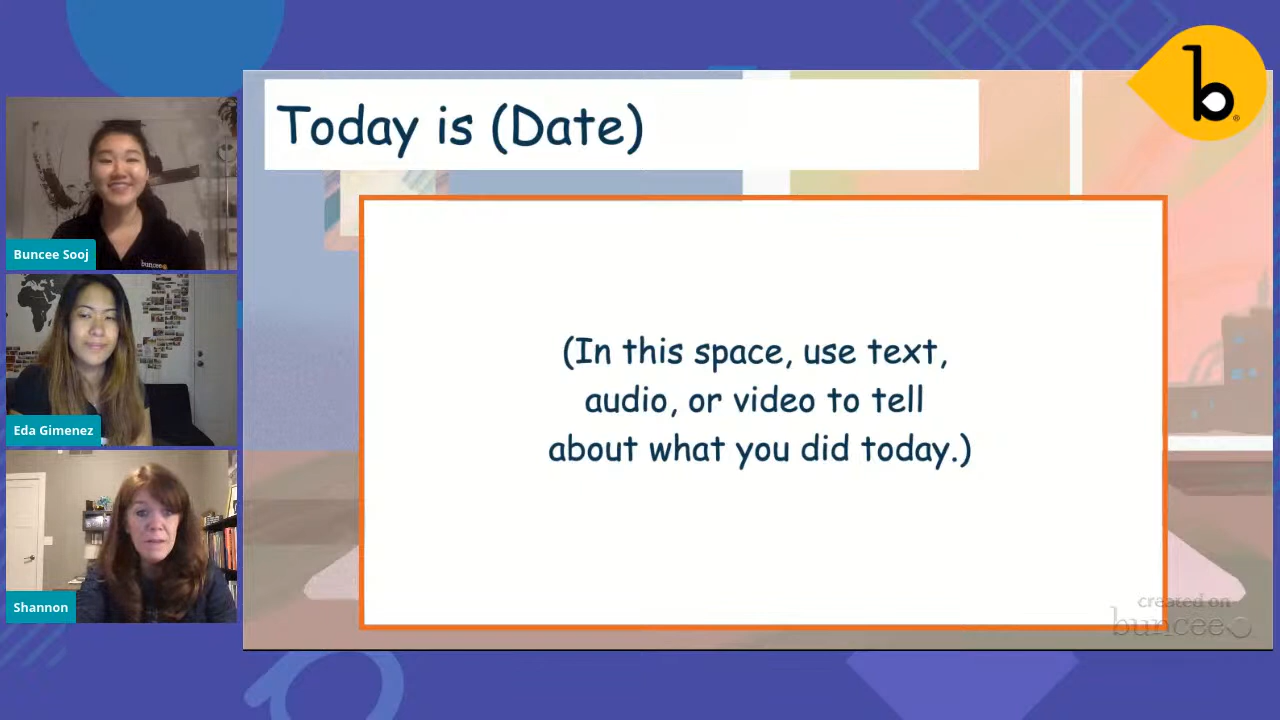 Today is (Date)
b
®
buncee
Buncee Sooj
(In this space, use text,
audio, or video to tell
about what you did today.)
Eda Gimenez
Shannon
created on
buncee